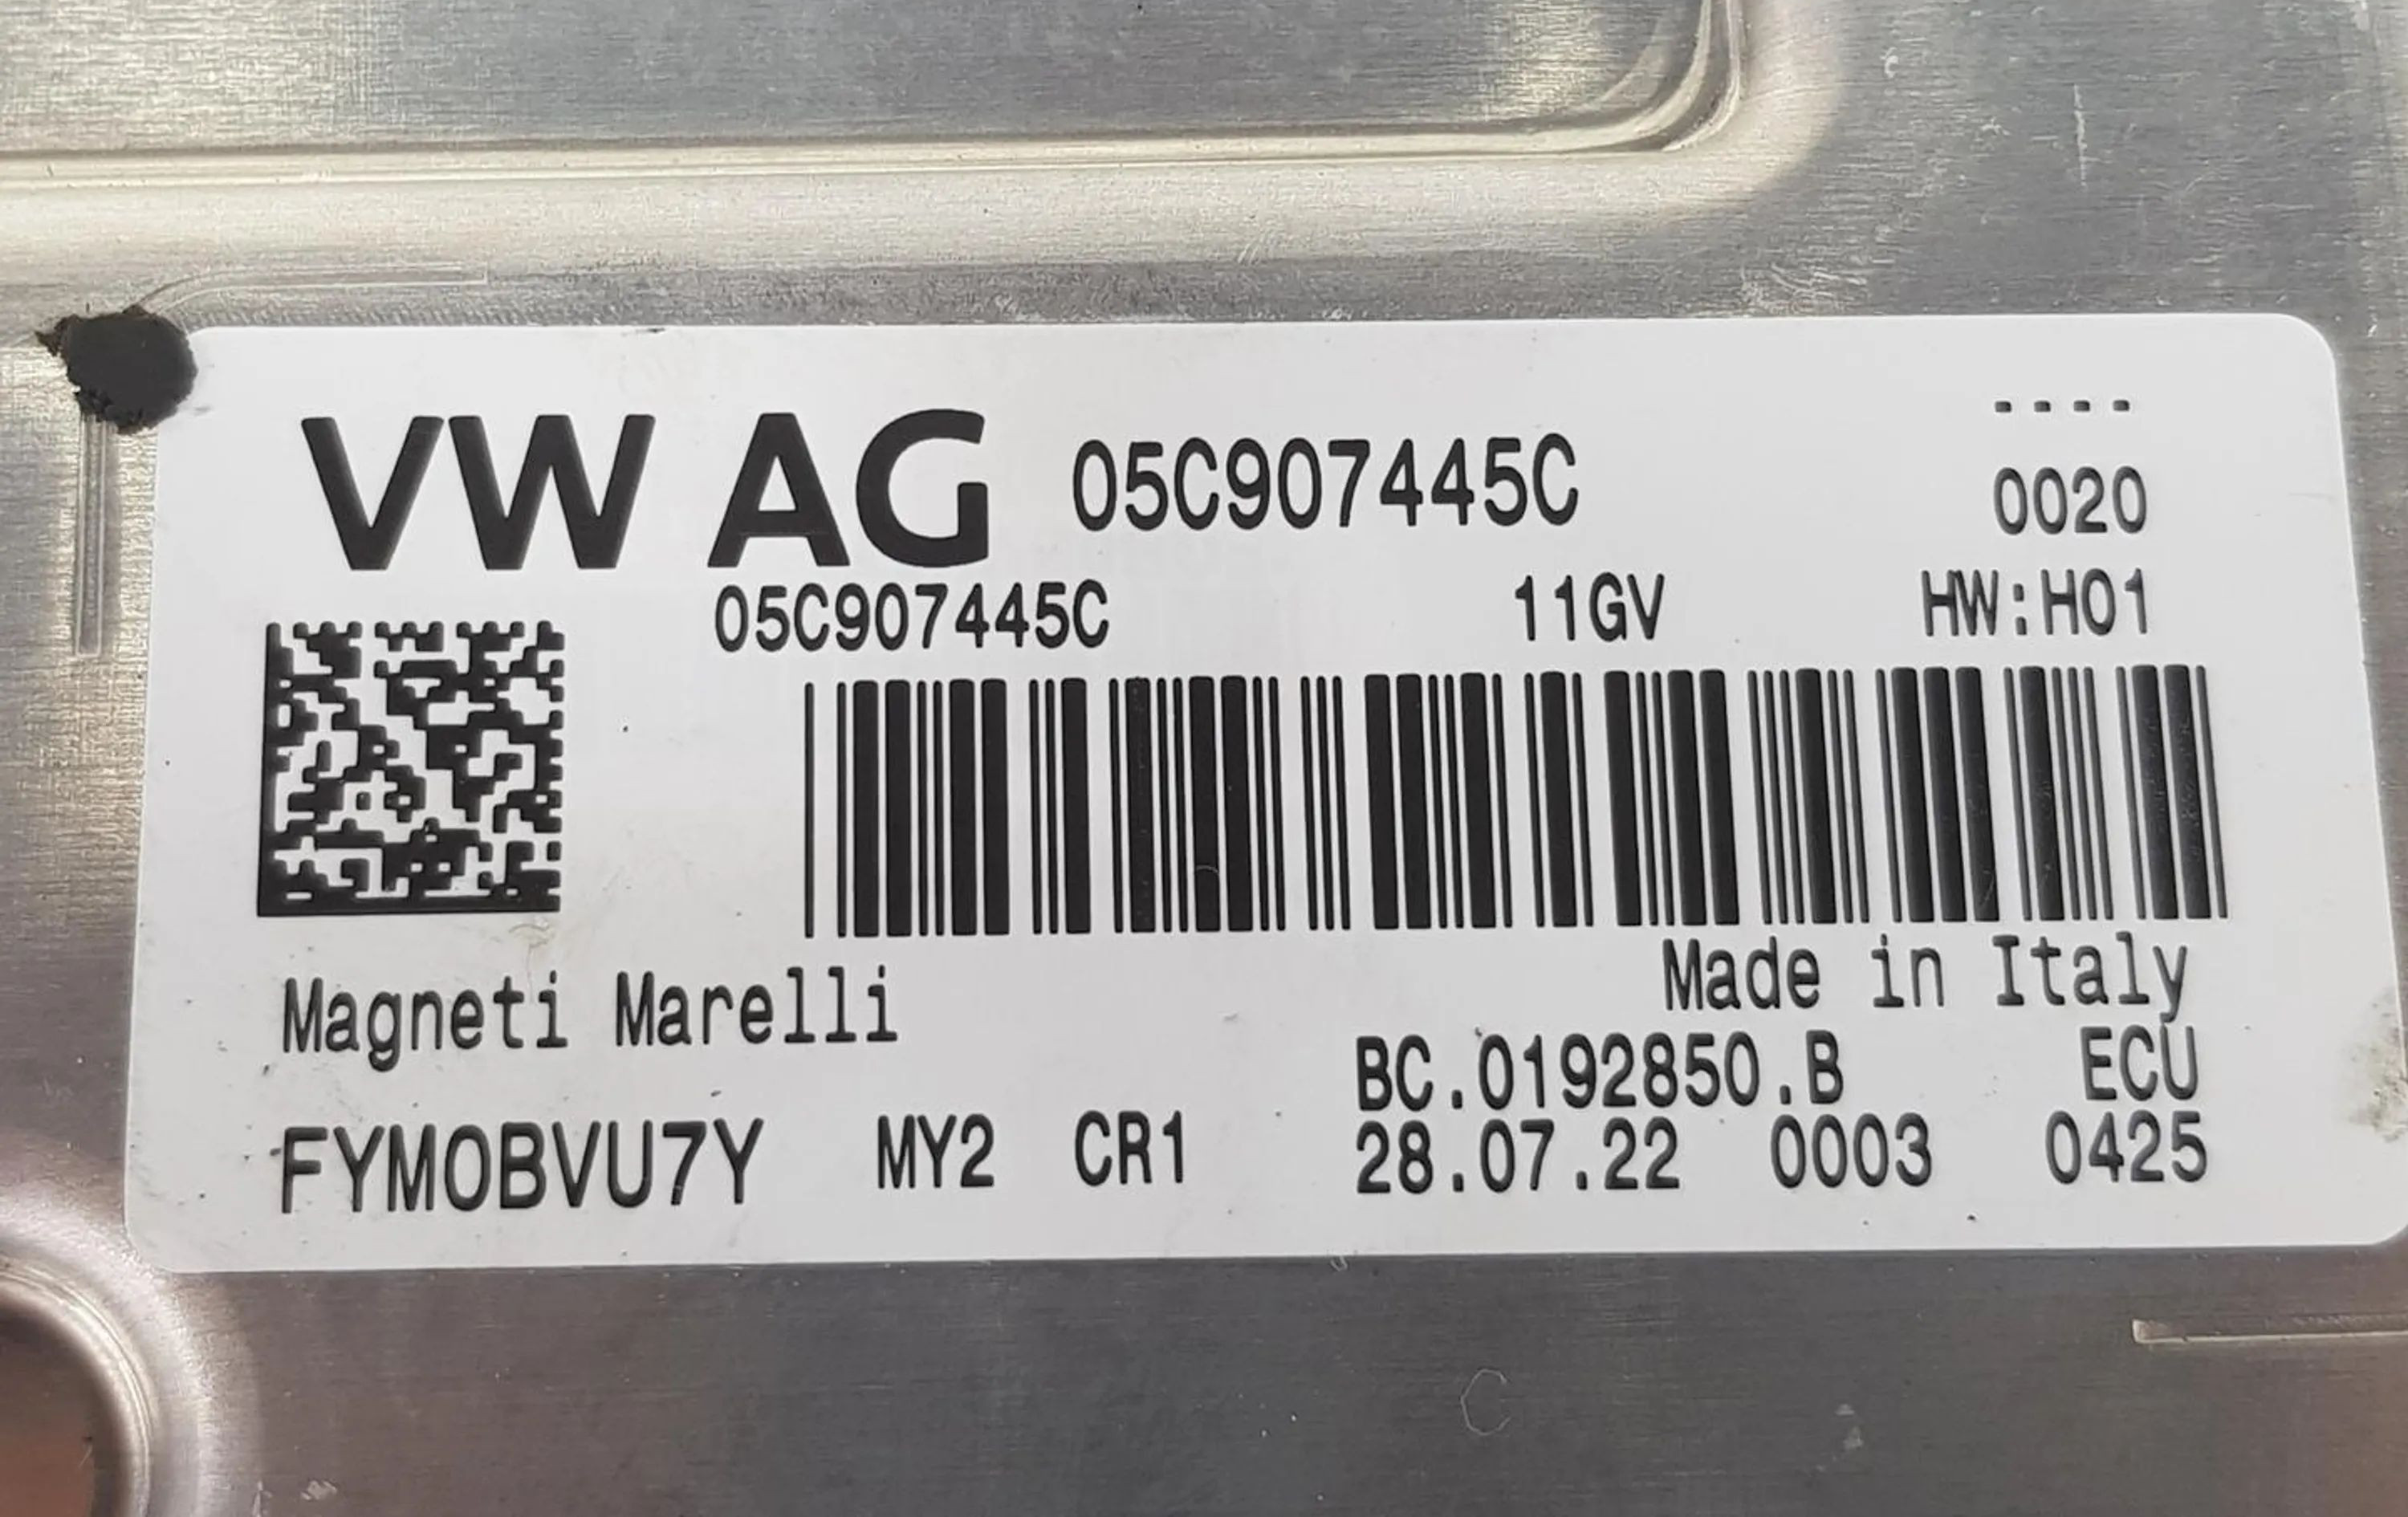 VW AG 05C907445C
- - - -
0020
05C907445C 11GV HW:H01
Magneti Marelli
Made in Italy
BC.0192850.B ECU
FYM0BVU7Y MY2 CR1 28.07.22 0003 0425